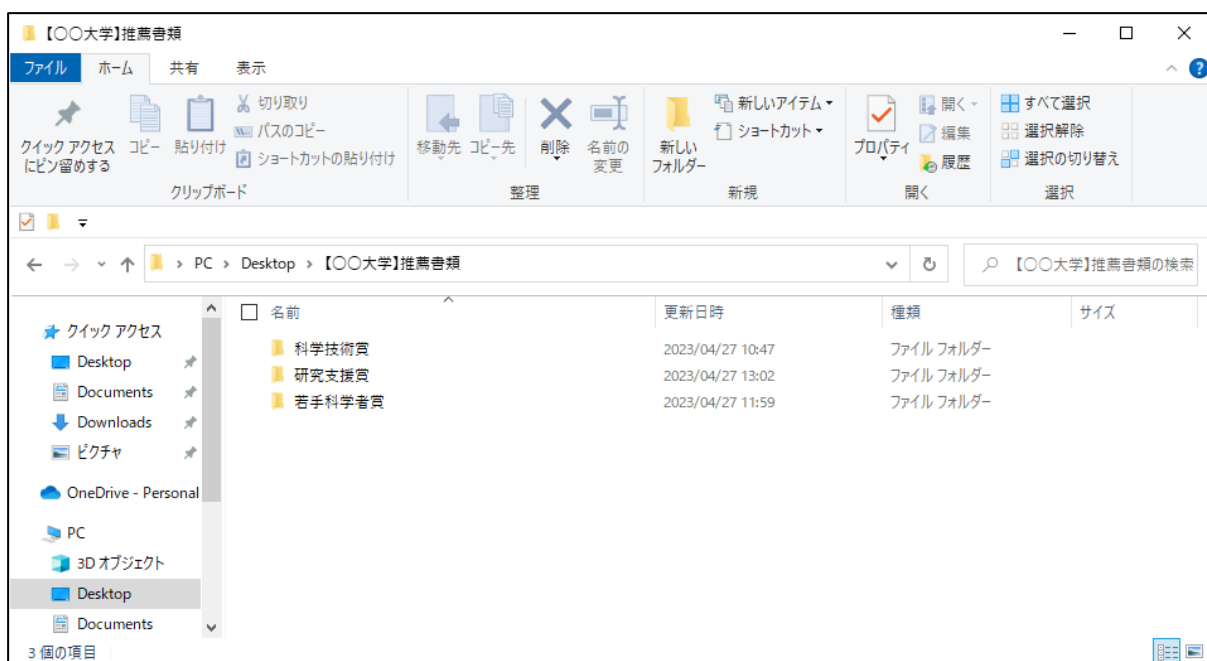 【〇〇大学】推薦書類
ファイル ホーム 共有 表示
クイック アクセスにピン留めする
コピー
貼り付け
切り取り
パスのコピー
ショートカットの貼り付け
クリップボード
移動先
コピー先
削除
名前の変更
整理
新しいフォルダー
新しいアイテム
ショートカット
新規
プロパティ
開く
編集
履歴
開く
すべて選択
選択解除
選択の切り替え
選択
PC › Desktop › 【〇〇大学】推薦書類
【〇〇大学】推薦書類の検索
名前 更新日時 種類 サイズ
科学技術賞 2023/04/27 10:47 ファイル フォルダー
研究支援賞 2023/04/27 13:02 ファイル フォルダー
若手科学者賞 2023/04/27 11:59 ファイル フォルダー
クイック アクセス
Desktop
Documents
Downloads
ピクチャ
OneDrive - Personal
PC
3D オブジェクト
Desktop
Documents
3 個の項目